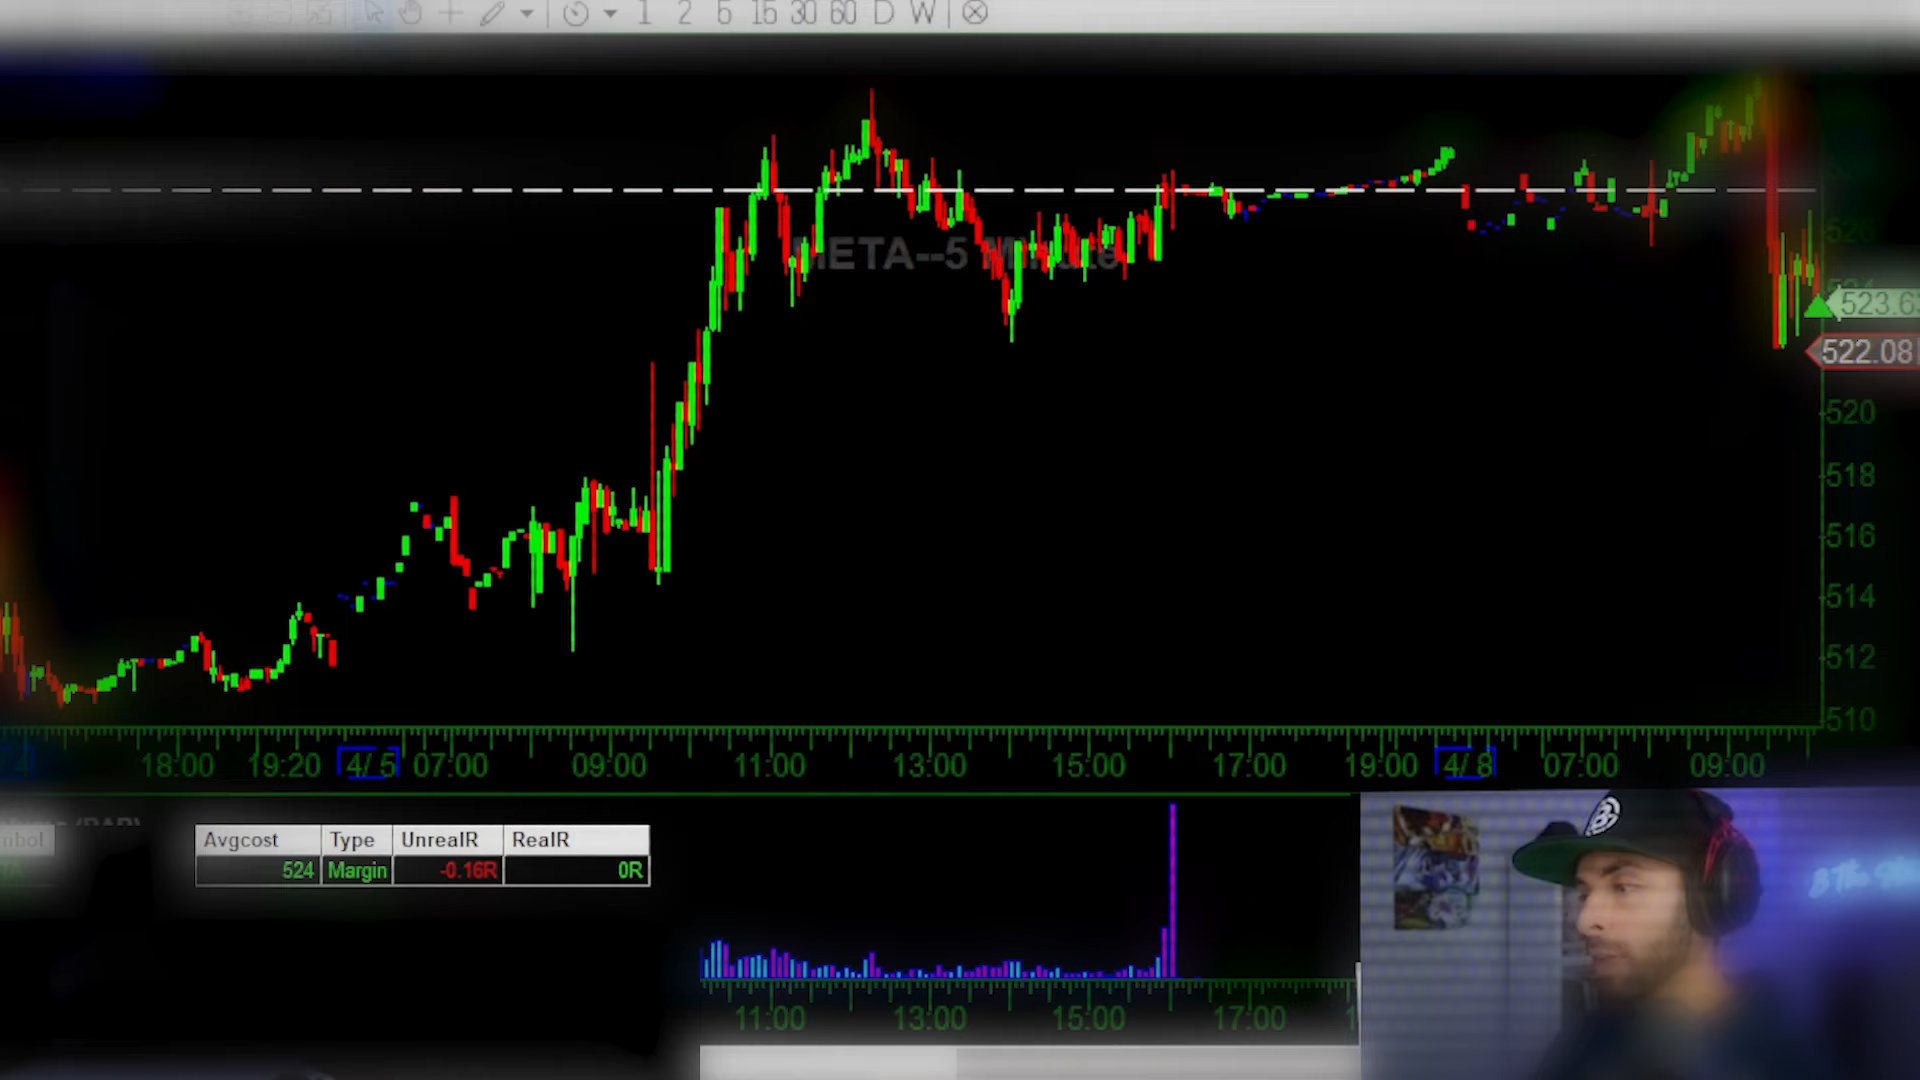 1 2 5 15 30 60 D W
META--5 Minute
526
524
523.6
522.08
520
518
516
514
512
510
18:00 19:20 4/ 5 07:00 09:00 11:00 13:00 15:00 17:00 19:00 4/ 8 07:00 09:00
Avgcost Type UnrealR RealR
524 Margin -0.16R 0R
11:00 13:00 15:00 17:00